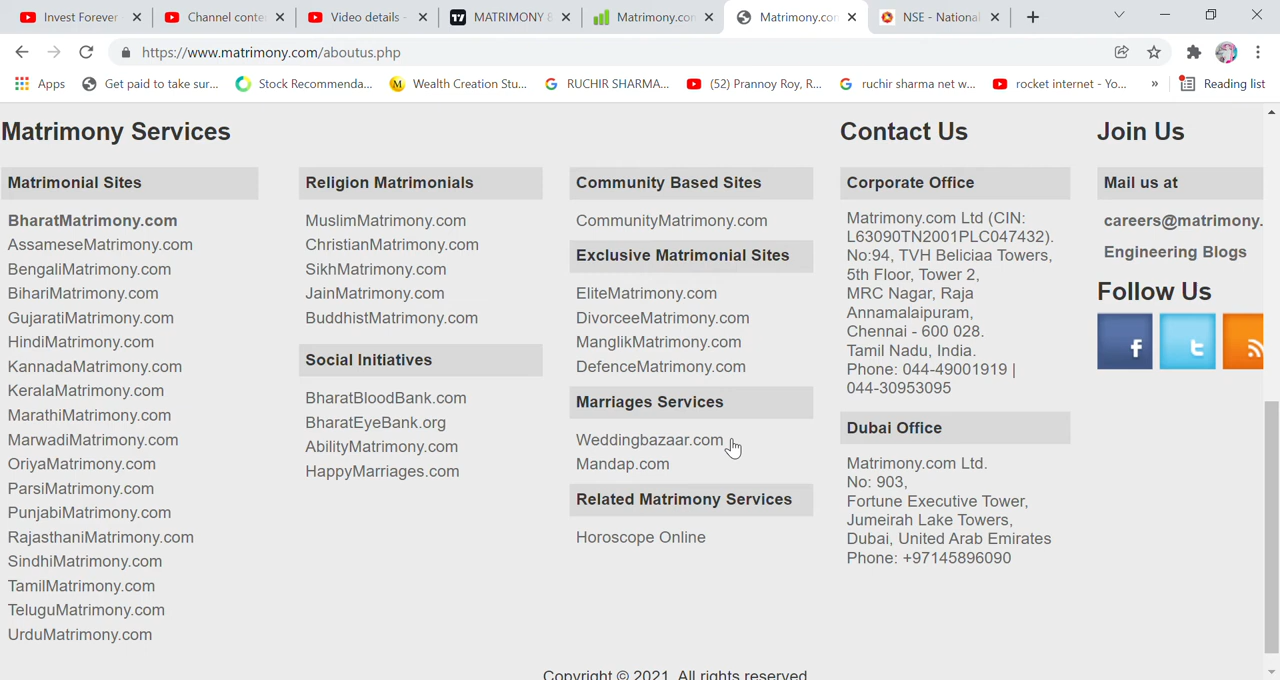 Invest Forever
Channel conte
Video details -
MATRIMONY 8
Matrimony.con
Matrimony.con
NSE - National
https://www.matrimony.com/aboutus.php
Apps
Get paid to take sur...
Stock Recommenda...
Wealth Creation Stu...
RUCHIR SHARMA...
(52) Prannoy Roy, R...
ruchir sharma net w...
rocket internet - Yo...
»
Reading list
Matrimony Services
Matrimonial Sites
BharatMatrimony.com
AssameseMatrimony.com
BengaliMatrimony.com
BihariMatrimony.com
GujaratiMatrimony.com
HindiMatrimony.com
KannadaMatrimony.com
KeralaMatrimony.com
MarathiMatrimony.com
MarwadiMatrimony.com
OriyaMatrimony.com
ParsiMatrimony.com
PunjabiMatrimony.com
RajasthaniMatrimony.com
SindhiMatrimony.com
TamilMatrimony.com
TeluguMatrimony.com
UrduMatrimony.com
Religion Matrimonials
MuslimMatrimony.com
ChristianMatrimony.com
SikhMatrimony.com
JainMatrimony.com
BuddhistMatrimony.com
Social Initiatives
BharatBloodBank.com
BharatEyeBank.org
AbilityMatrimony.com
HappyMarriages.com
Community Based Sites
CommunityMatrimony.com
Exclusive Matrimonial Sites
EliteMatrimony.com
DivorceeMatrimony.com
ManglikMatrimony.com
DefenceMatrimony.com
Marriages Services
Weddingbazaar.com
Mandap.com
Related Matrimony Services
Horoscope Online
Contact Us
Corporate Office
Matrimony.com Ltd (CIN:
L63090TN2001PLC047432).
No:94, TVH Beliciaa Towers,
5th Floor, Tower 2,
MRC Nagar, Raja
Annamalaipuram,
Chennai - 600 028.
Tamil Nadu, India.
Phone: 044-49001919 |
044-30953095
Dubai Office
Matrimony.com Ltd.
No: 903,
Fortune Executive Tower,
Jumeirah Lake Towers,
Dubai, United Arab Emirates
Phone: +97145896090
Join Us
Mail us at
careers@matrimony.
Engineering Blogs
Follow Us
Copyright © 2021. All rights reserved